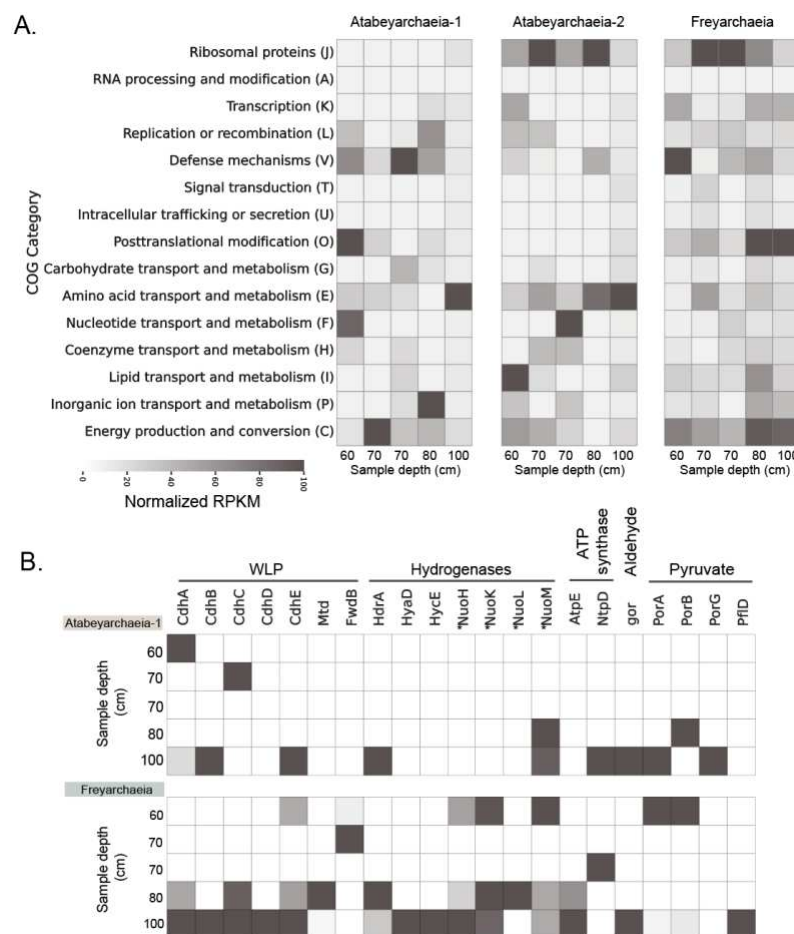 A.
Atabeyarchaeia-1 Atabeyarchaeia-2 Freyarchaeia
COG Category
Ribosomal proteins (J)
RNA processing and modification (A)
Transcription (K)
Replication or recombination (L)
Defense mechanisms (V)
Signal transduction (T)
Intracellular trafficking or secretion (U)
Posttranslational modification (O)
Carbohydrate transport and metabolism (G)
Amino acid transport and metabolism (E)
Nucleotide transport and metabolism (F)
Coenzyme transport and metabolism (H)
Lipid transport and metabolism (I)
Inorganic ion transport and metabolism (P)
Energy production and conversion (C)
60 70 70 80 100 60 70 70 80 100 60 70 70 80 100
Sample depth (cm) Sample depth (cm) Sample depth (cm)
0 20 40 60 80 100
Normalized RPKM
B.
WLP Hydrogenases ATP synthase Aldehyde Pyruvate
CdhA CdhB CdhC CdhD CdhE Mtd FwdB HdrA HyaD HycE *NuoH *NuoK *NuoL *NuoM AtpE NtpD gor PorA PorB PorG PflD
Atabeyarchaeia-1
Sample depth (cm)
60
70
70
80
100
Freyarchaeia
Sample depth (cm)
60
70
70
80
100